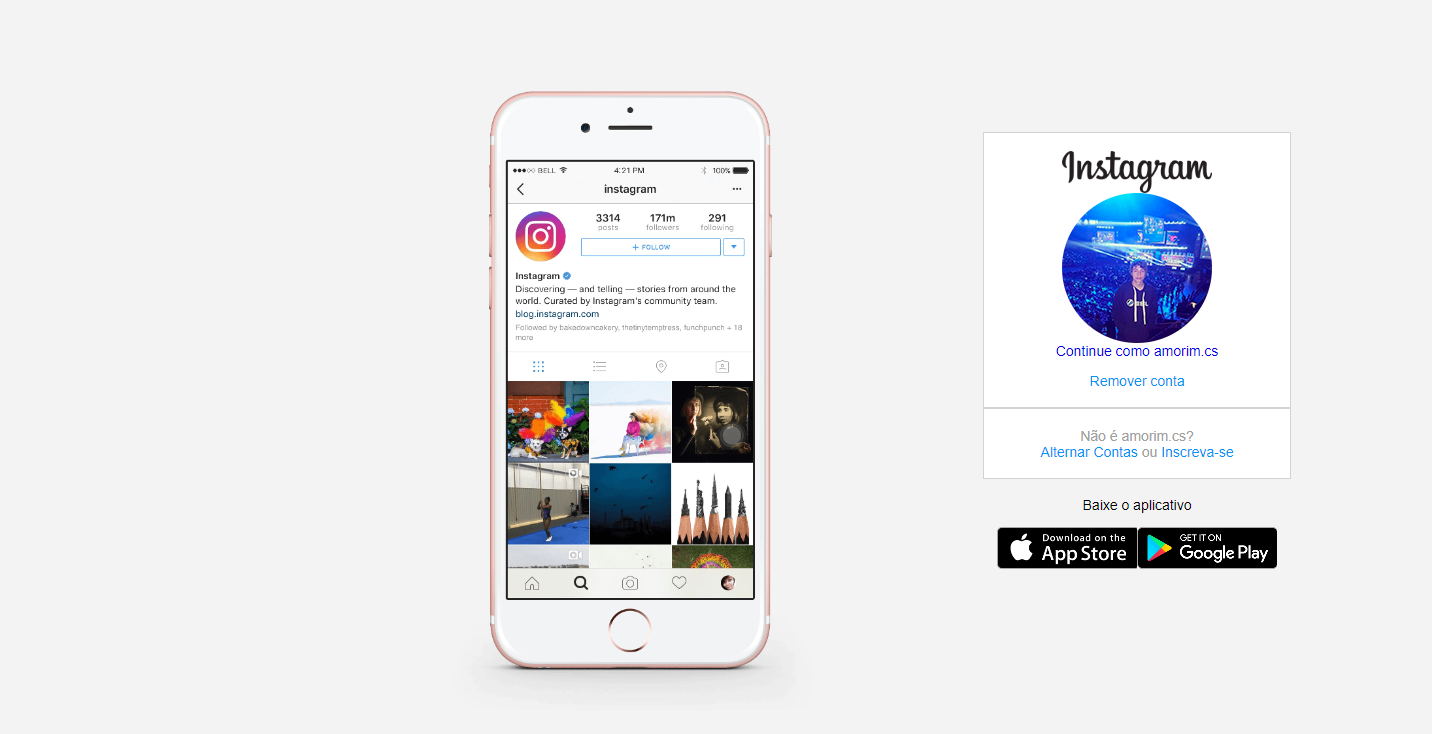 BELL
4:21 PM
100%
instagram
3314
171m
291
posts
followers
following
+ FOLLOW
Instagram
Discovering — and telling — stories from around the
world. Curated by Instagram's community team.
blog.instagram.com
Followed by bakedowncakery, thetinytemptress, funchpunch + 18
more
Instagram
Continue como amorim.cs
Remover conta
Não é amorim.cs?
Alternar Contas ou Inscreva-se
Baixe o aplicativo
Download on the
App Store
GET IT ON
Google Play